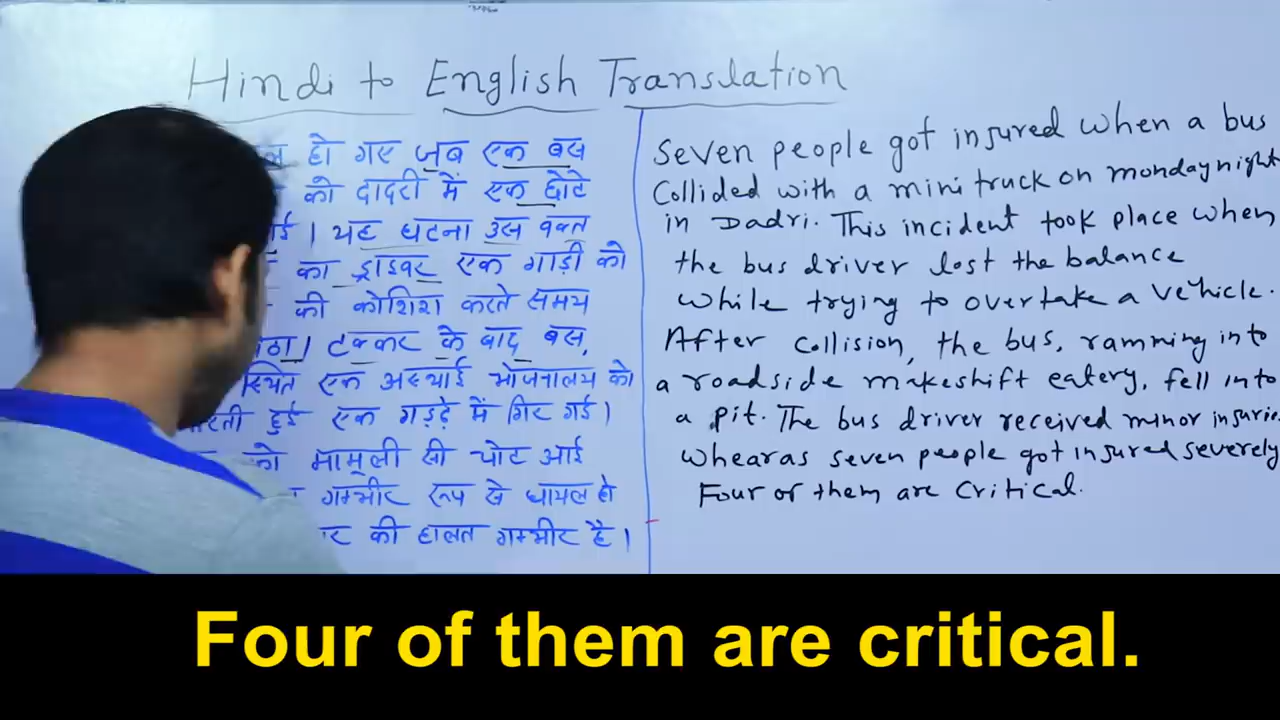 Hindi to English Translation
हो गए जब एक बस
को दादरी में एक छोटे
गई। यह घटना उस वक्त
का ड्राइवर एक गाड़ी को
की कोशिश करते समय
टक्कर के बाद बस,
स्थित एक अस्थाई भोजनालय को
हुई एक गड्ढे में गिर गई।
को मामूली सी चोट आई
गम्भीर रूप से घायल हो
की हालत गम्भीर है।
Seven people got insured when a bus
Collided with a mini truck on monday night
in Dadri. This incident took place when
the bus driver lost the balance
while trying to overtake a vehicle.
After collision, the bus, ramming into
a roadside makeshift eatery, fell into
a pit. The bus driver received minor
whearas seven people got insured severely
Four of them are critical.
Four of them are critical.